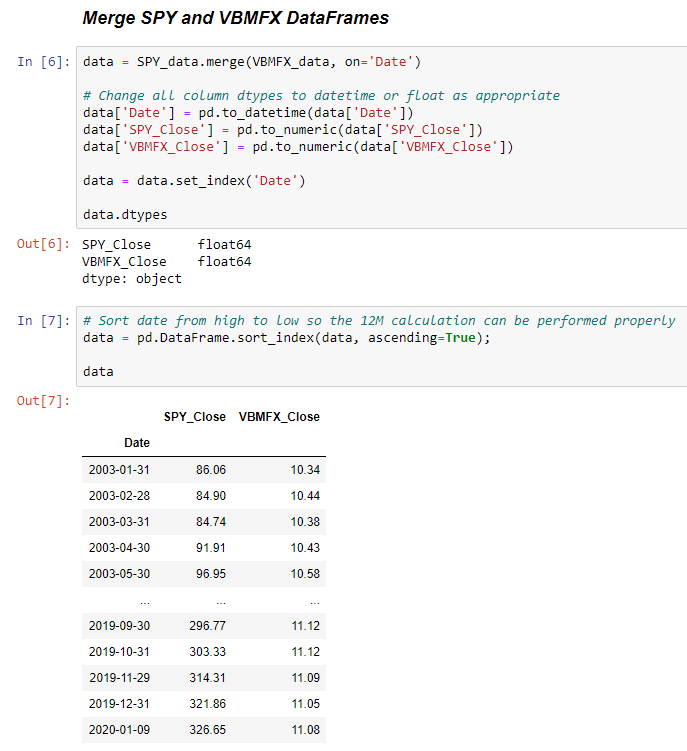 Merge SPY and VBMFX DataFrames
In [6]: data = SPY_data.merge(VBMFX_data, on='Date')
# Change all column dtypes to datetime or float as appropriate
data['Date'] = pd.to_datetime(data['Date'])
data['SPY_Close'] = pd.to_numeric(data['SPY_Close'])
data['VBMFX_Close'] = pd.to_numeric(data['VBMFX_Close'])
data = data.set_index('Date')
data.dtypes
Out[6]: SPY_Close float64
VBMFX_Close float64
dtype: object
In [7]: # Sort date from high to low so the 12M calculation can be performed properly
data = pd.DataFrame.sort_index(data, ascending=True);
data
Out[7]:
SPY_Close VBMFX_Close
Date
2003-01-31 86.06 10.34
2003-02-28 84.90 10.44
2003-03-31 84.74 10.38
2003-04-30 91.91 10.43
2003-05-30 96.95 10.58
... ... ...
2019-09-30 296.77 11.12
2019-10-31 303.33 11.12
2019-11-29 314.31 11.09
2019-12-31 321.86 11.05
2020-01-09 326.65 11.08